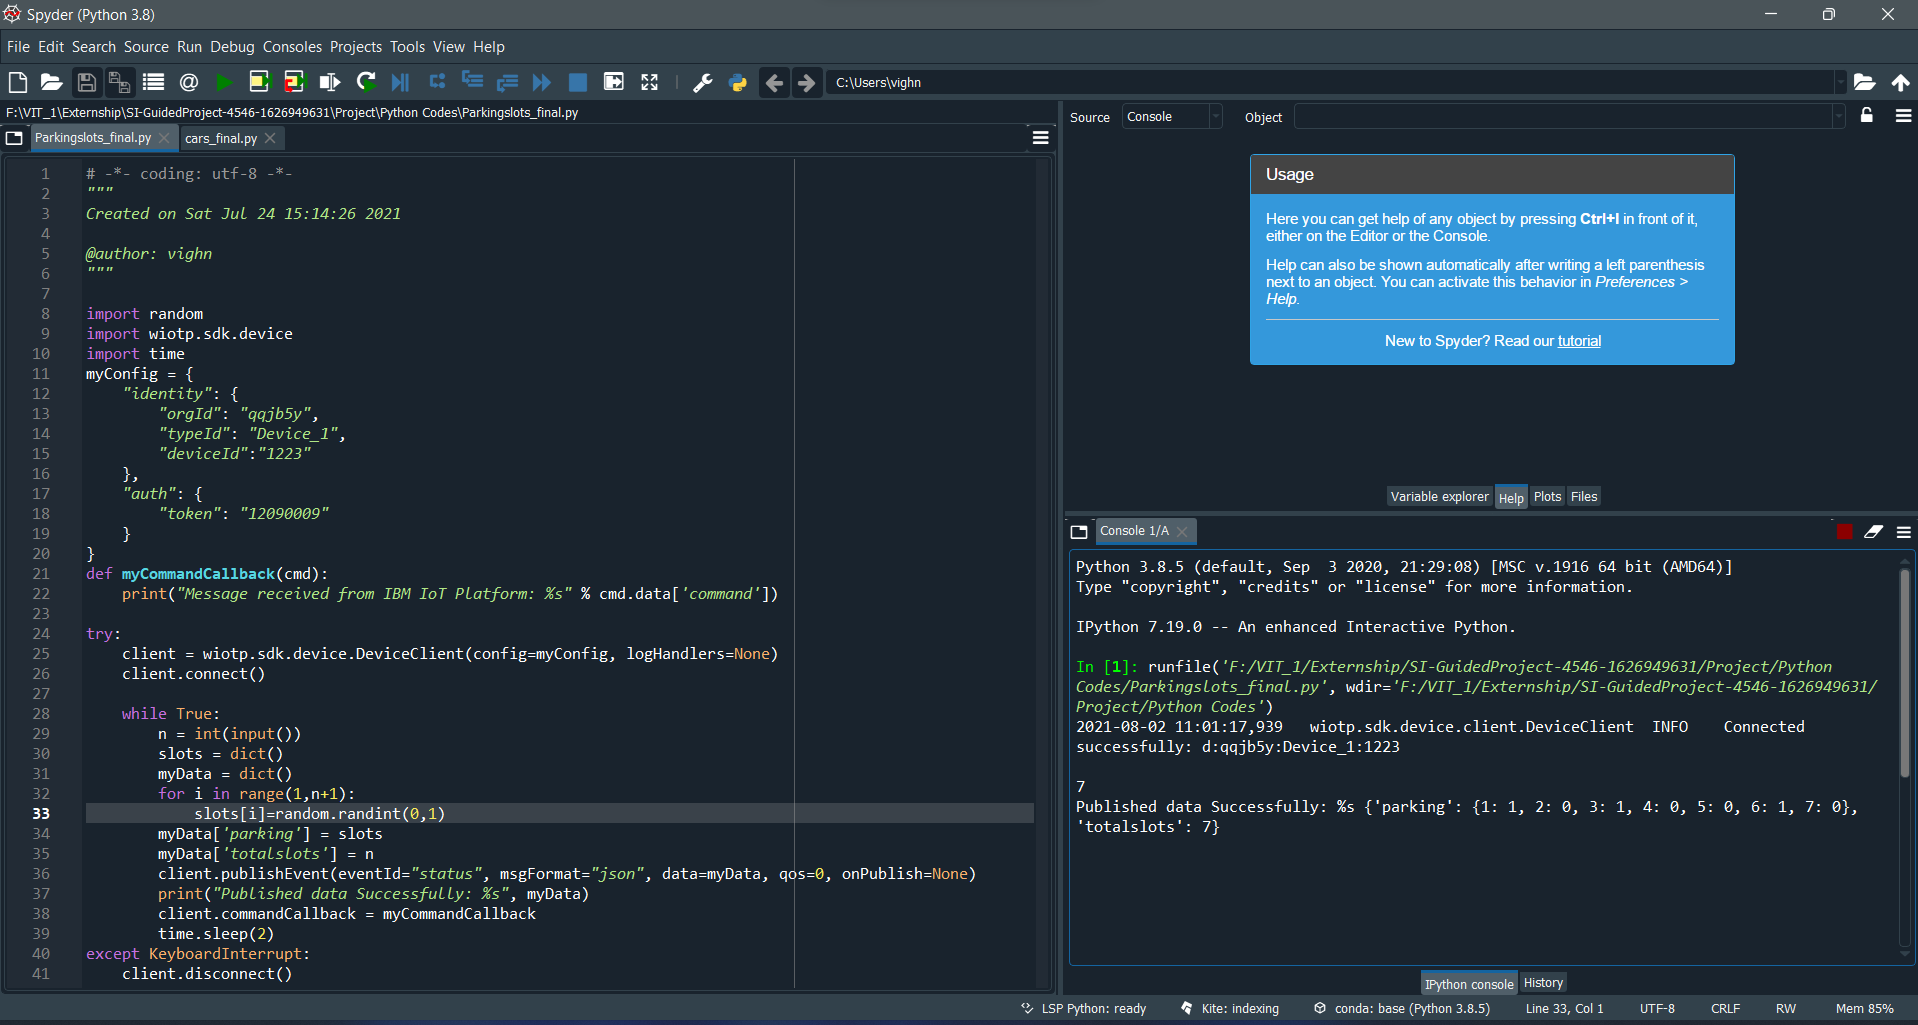 Spyder (Python 3.8)
File Edit Search Source Run Debug Consoles Projects Tools View Help
C:\Users\vighn
F:\VIT_1\Externship\SI-GuidedProject-4546-1626949631\Project\Python Codes\Parkingslots_final.py
Parkingslots_final.py cars_final.py
1 # -*- coding: utf-8 -*-
2 """
3 Created on Sat Jul 24 15:14:26 2021
4
5 @author: vighn
6 """
7
8 import random
9 import wiotp.sdk.device
10 import time
11 myConfig = {
12     "identity": {
13         "orgId": "qqjb5y",
14         "typeId": "Device_1",
15         "deviceId":"1223"
16     },
17     "auth": {
18         "token": "12090009"
19     }
20 }
21 def myCommandCallback(cmd):
22     print("Message received from IBM IoT Platform: %s" % cmd.data['command'])
23
24 try:
25     client = wiotp.sdk.device.DeviceClient(config=myConfig, logHandlers=None)
26     client.connect()
27
28     while True:
29         n = int(input())
30         slots = dict()
31         myData = dict()
32         for i in range(1,n+1):
33             slots[i]=random.randint(0,1)
34         myData['parking'] = slots
35         myData['totalslots'] = n
36         client.publishEvent(eventId="status", msgFormat="json", data=myData, qos=0, onPublish=None)
37         print("Published data Successfully: %s", myData)
38         client.commandCallback = myCommandCallback
39         time.sleep(2)
40 except KeyboardInterrupt:
41     client.disconnect()
Source Console Object
Usage
Here you can get help of any object by pressing Ctrl+I in front of it,
either on the Editor or the Console.
Help can also be shown automatically after writing a left parenthesis
next to an object. You can activate this behavior in Preferences >
Help.
New to Spyder? Read our tutorial
Variable explorer Help Plots Files
Console 1/A
Python 3.8.5 (default, Sep  3 2020, 21:29:08) [MSC v.1916 64 bit (AMD64)]
Type "copyright", "credits" or "license" for more information.
IPython 7.19.0 -- An enhanced Interactive Python.
In [1]: runfile('F:/VIT_1/Externship/SI-GuidedProject-4546-1626949631/Project/Python
Codes/Parkingslots_final.py', wdir='F:/VIT_1/Externship/SI-GuidedProject-4546-1626949631/
Project/Python Codes')
2021-08-02 11:01:17,939   wiotp.sdk.device.client.DeviceClient  INFO    Connected
successfully: d:qqjb5y:Device_1:1223
7
Published data Successfully: %s {'parking': {1: 1, 2: 0, 3: 1, 4: 0, 5: 0, 6: 1, 7: 0},
'totalslots': 7}
IPython console History
LSP Python: ready Kite: indexing conda: base (Python 3.8.5) Line 33, Col 1 UTF-8 CRLF RW Mem 85%